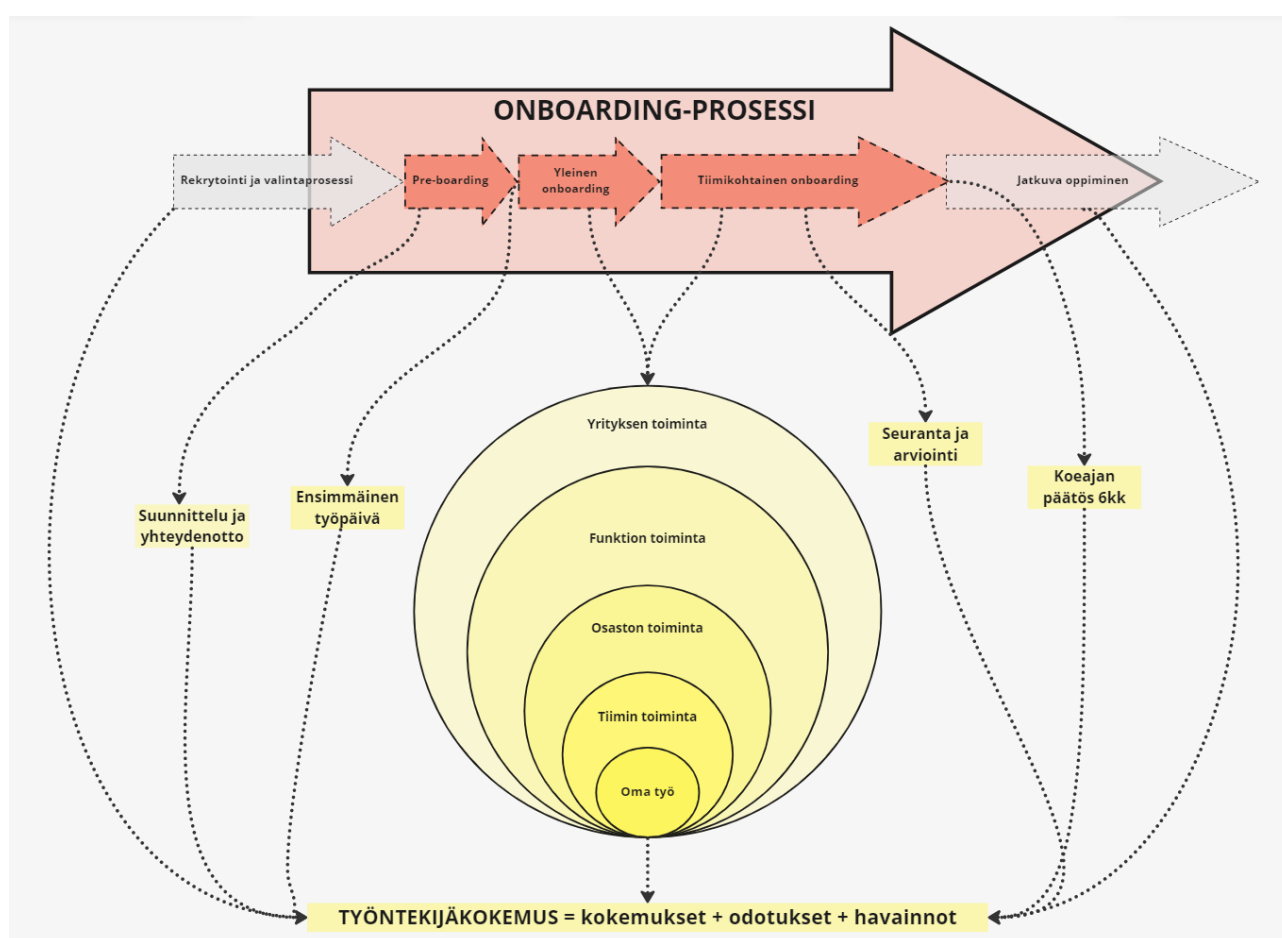 ONBOARDING-PROSESSI
Rekrytointi ja valintaprosessi
Pre-boarding
Yleinen
onboarding
Tiimikohtainen onboarding
Jatkuva oppiminen
Yrityksen toiminta
Seuranta ja
arviointi
Koeajan
päätös 6kk
Ensimmäinen
työpäivä
Suunnittelu ja
yhteydenotto
Funktion toiminta
Osaston toiminta
Tiimin toiminta
Oma työ
TYÖNTEKIJÄKOKEMUS = kokemukset + odotukset + havainnot